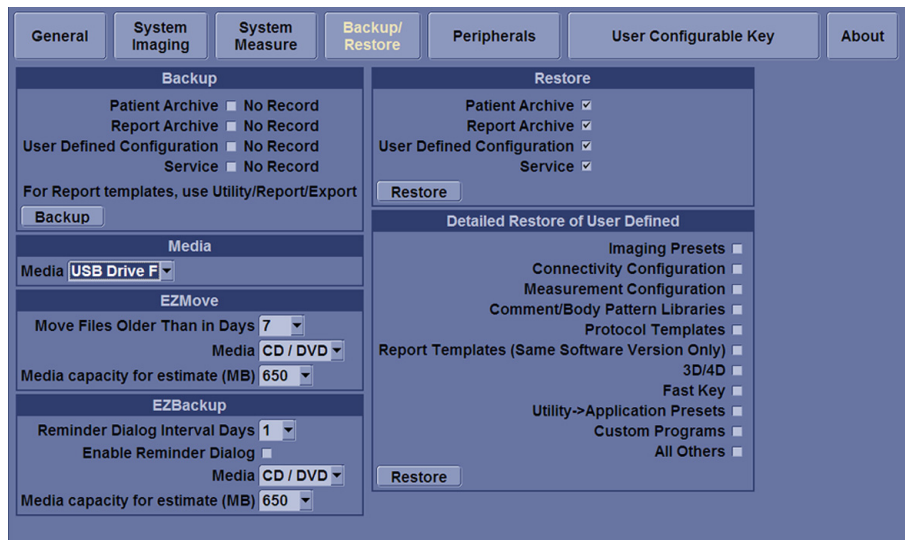 General
System Imaging
System Measure
Backup/ Restore
Peripherals
User Configurable Key
About
Backup
Patient Archive No Record
Report Archive No Record
User Defined Configuration No Record
Service No Record
For Report templates, use Utility/Report/Export
Backup
Media
Media USB Drive F
EZMove
Move Files Older Than in Days 7
Media CD / DVD
Media capacity for estimate (MB) 650
EZBackup
Reminder Dialog Interval Days 1
Enable Reminder Dialog
Media CD / DVD
Media capacity for estimate (MB) 650
Restore
Patient Archive
Report Archive
User Defined Configuration
Service
Restore
Detailed Restore of User Defined
Imaging Presets
Connectivity Configuration
Measurement Configuration
Comment/Body Pattern Libraries
Protocol Templates
Report Templates (Same Software Version Only)
3D/4D
Fast Key
Utility->Application Presets
Custom Programs
All Others
Restore